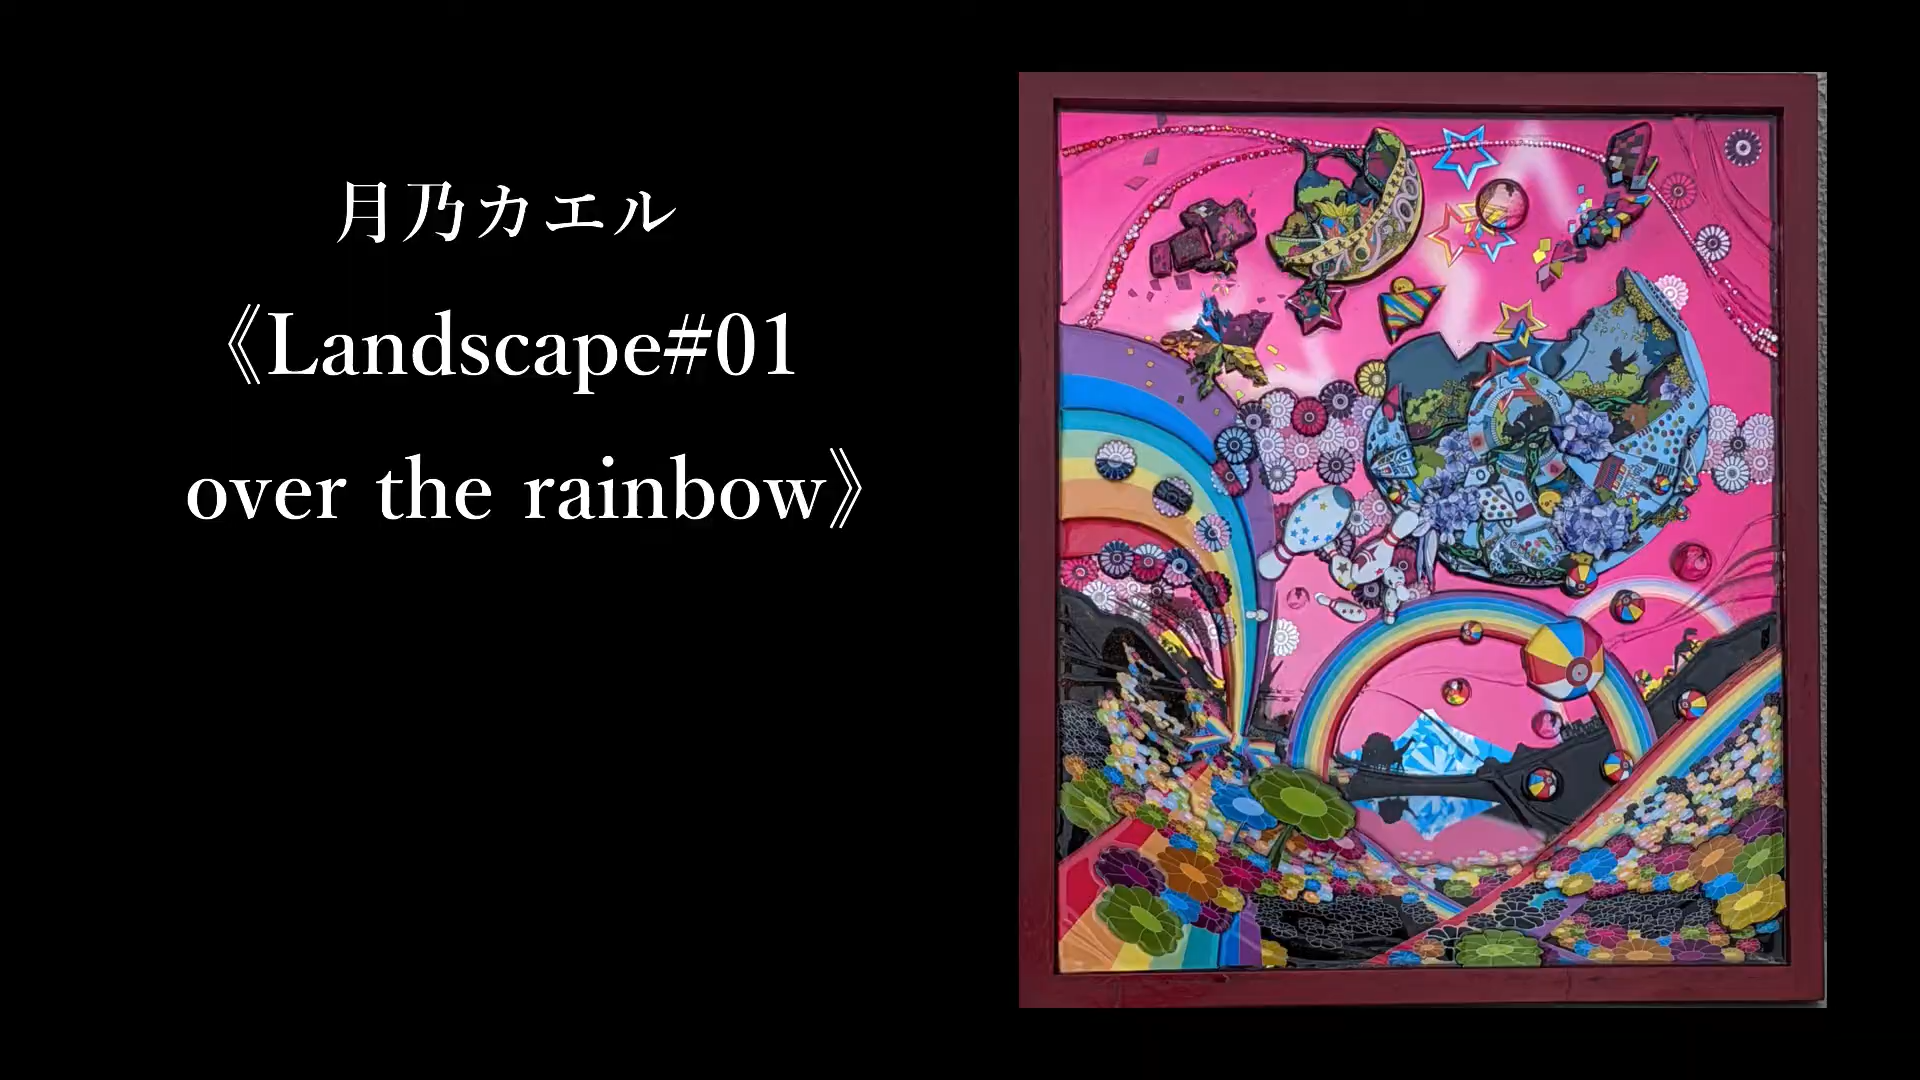 月乃カエル
《Landscape#01
over the rainbow》